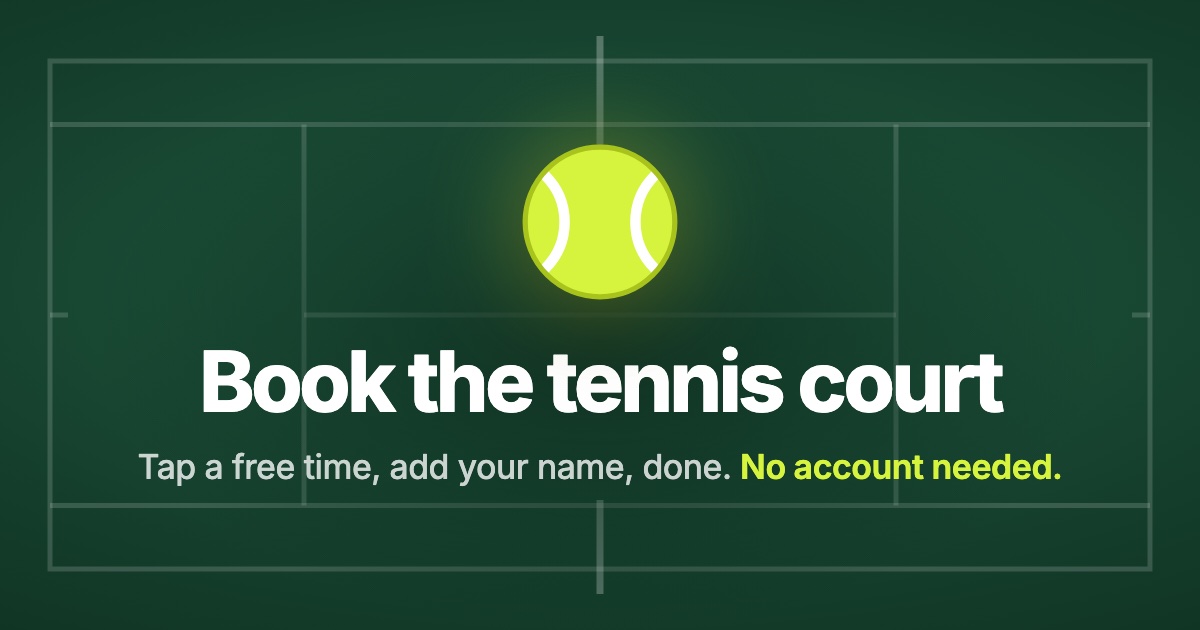 Book the tennis court
Tap a free time, add your name, done. No account needed.